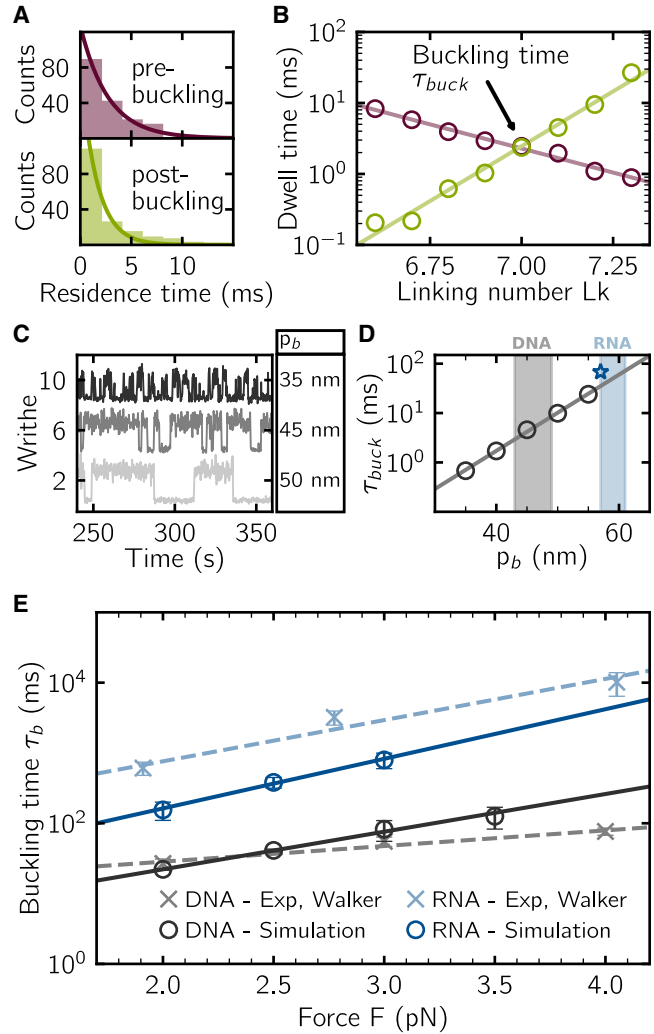 A
Counts
80
40
pre-
buckling
Counts
80
40
post-
buckling
0
5
10
Residence time (ms)
B
Dwell time (ms)
10²
10¹
10⁰
10⁻¹
Buckling time
τbuck
6.75
7.00
7.25
Linking number Lk
C
Writhe
10
6
2
250
300
350
Time (s)
pb
35 nm
45 nm
50 nm
D
DNA
RNA
τbuck (ms)
10²
10¹
10⁰
40
60
pb (nm)
E
Buckling time τb (ms)
10⁴
10²
10⁰
DNA - Exp, Walker
RNA - Exp, Walker
DNA - Simulation
RNA - Simulation
2.0
2.5
3.0
3.5
4.0
Force F (pN)